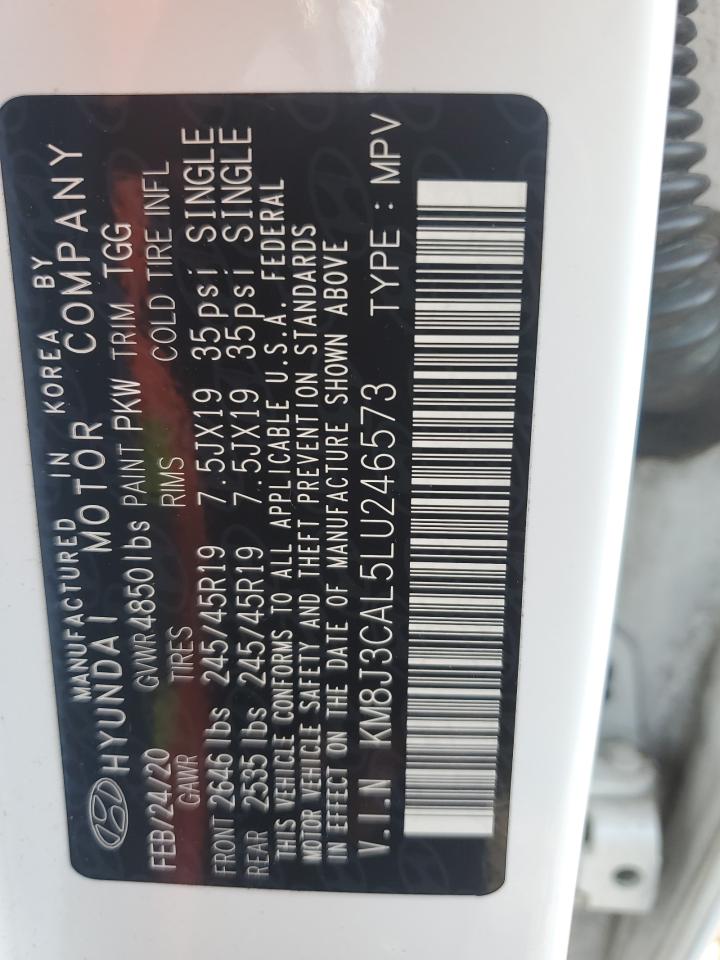 MANUFACTURED IN KOREA BY
HYUNDAI MOTOR COMPANY
FEB/24/20 GVWR 4850 lbs PAINT PKW TRIM TGG
GAWR TIRES RIMS COLD TIRE INFL
FRONT 2646 lbs 245/45R19 7.5JX19 35psi SINGLE
REAR 2535 lbs 245/45R19 7.5JX19 35psi SINGLE
THIS VEHICLE CONFORMS TO ALL APPLICABLE U.S.A. FEDERAL
MOTOR VEHICLE SAFETY AND THEFT PREVENTION STANDARDS
IN EFFECT ON THE DATE OF MANUFACTURE SHOWN ABOVE
V.I.N KM8J3CAL5LU246573 TYPE: MPV